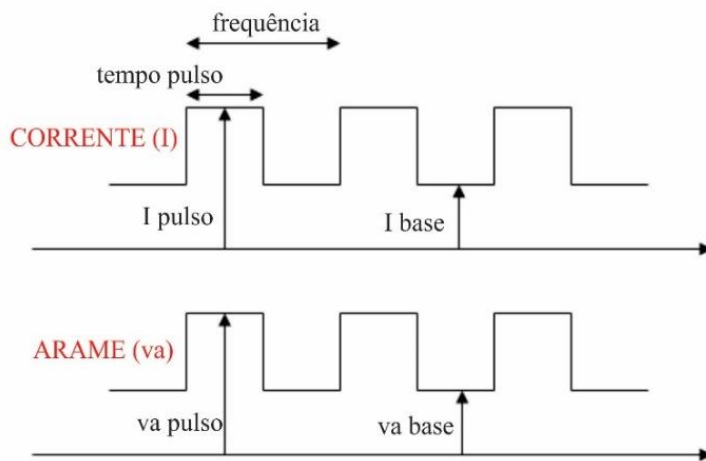 frequência
tempo pulso
CORRENTE (I)
I pulso
I base
ARAME (va)
va pulso
va base